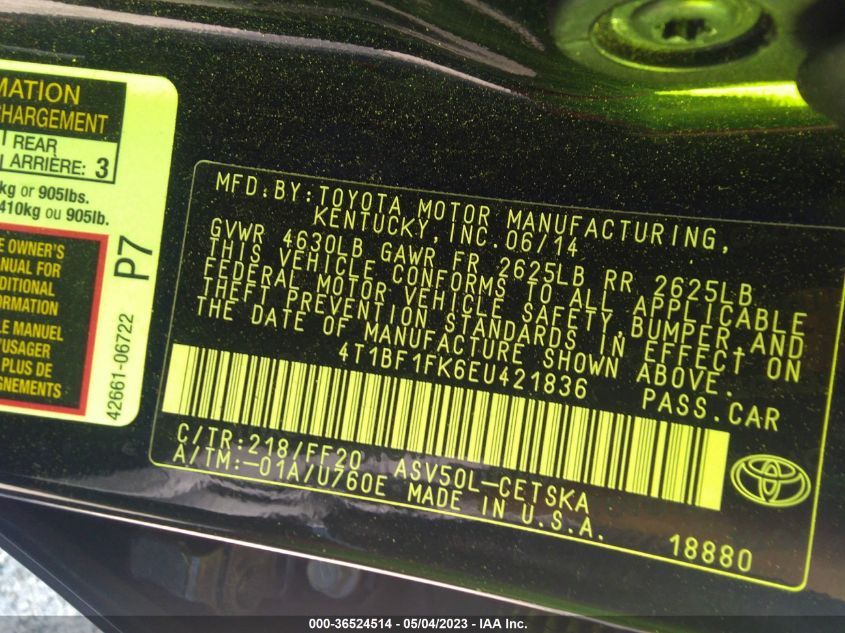 MATION
CHARGEMENT
REAR
ARRIÈRE: 3
kg or 905lbs.
410kg ou 905lb.
OWNER'S
MANUAL FOR
ADDITIONAL
INFORMATION
LE MANUEL
L'USAGER
PLUS DE
GNEMENTS
P7
42661-06722
MFD.BY:TOYOTA MOTOR MANUFACTURING,
KENTUCKY,INC.06/14
GVWR 4630LB GAWR FR 2625LB RR 2625LB
THIS VEHICLE CONFORMS TO ALL APPLICABLE
FEDERAL MOTOR VEHICLE SAFETY,BUMPER,AND
THEFT PREVENTION STANDARDS IN EFFECT ON
THE DATE OF MANUFACTURE SHOWN ABOVE.
4T1BF1FK6EU421836 PASS.CAR
C/TR:218/FF20 ASV50L-CETSKA
A/TM:-01A/U760E MADE IN U.S.A.
18880
000-36524514 - 05/04/2023 - IAA Inc.